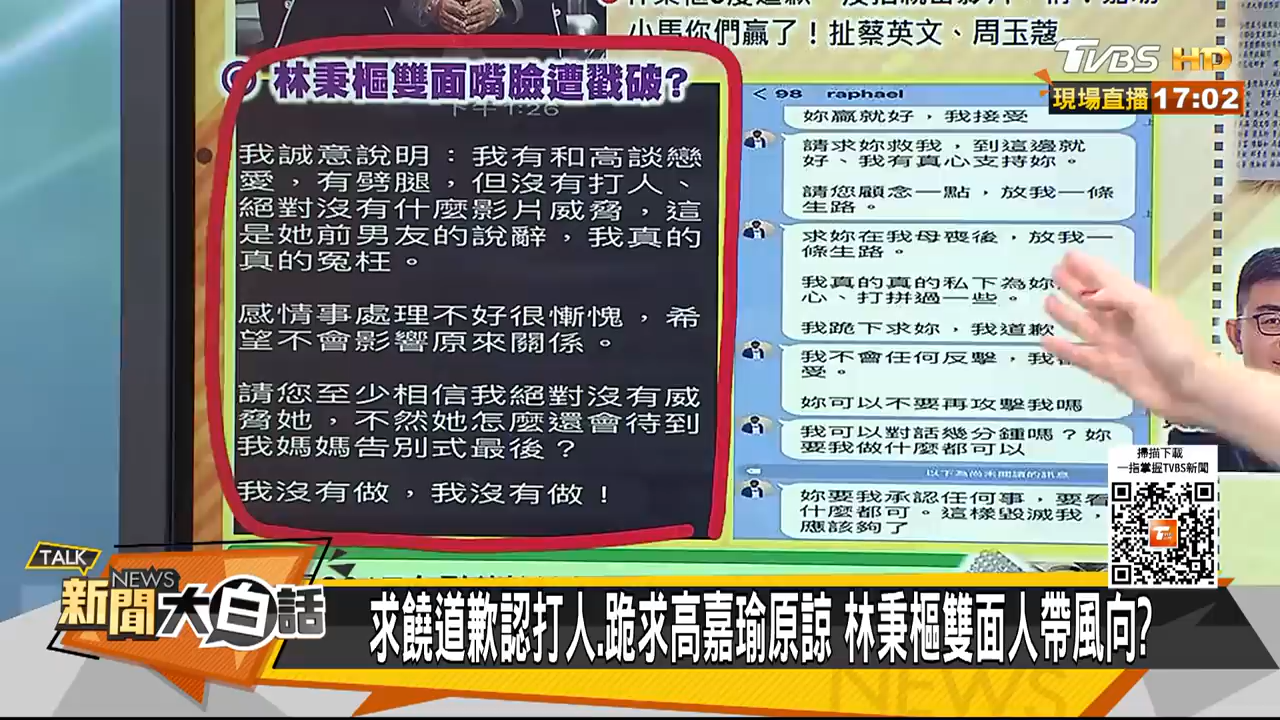 小馬你們贏了！扯蔡英文、周玉蔻
TVBS HD
現場直播 17:02
林秉樞雙面嘴臉遭戳破?
下午1:26
我誠意說明：我有和高談戀
愛，有劈腿，但沒有打人、
絕對沒有什麼影片威脅，這
是她前男友的說辭，我真的
真的冤枉。
感情事處理不好很慚愧，希
望不會影響原來關係。
請您至少相信我絕對沒有威
脅她，不然她怎麼還會待到
我媽媽告別式最後？
我沒有做，我沒有做！
< 98 raphael
妳贏就好，我接受
請求妳救我，到這邊就
好、我有真心支持妳。
請您顧念一點，放我一條
生路。
求妳在我母喪後，放我一
條生路。
我真的真的私下為妳
心、打拼過一些。
我跪下求妳，我道歉
我不會任何反擊，我
愛。
妳可以不要再攻擊我嗎
我可以對話幾分鐘嗎？妳
要我做什麼都可以
以下為尚未閱讀的訊息
妳要我承認任何事，要看
什麼都可。這樣毀滅我，
應該夠了
掃描下載
一指掌握TVBS新聞
TALK
NEWS
新聞大白話
求饒道歉認打人.跪求高嘉瑜原諒 林秉樞雙面人帶風向?
NEWS